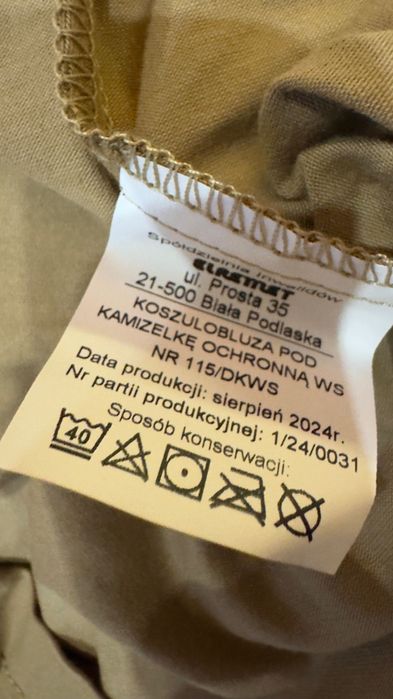 Spółdzielnia Inwalidów
ELREMET
ul. Prosta 35
21-500 Biała Podlaska
KOSZULOBLUZA POD
KAMIZELKĘ OCHRONNĄ WS
NR 115/DKWS
Data produkcji: sierpień 2024r.
Nr partii produkcyjnej: 1/24/0031
Sposób konserwacji:
40